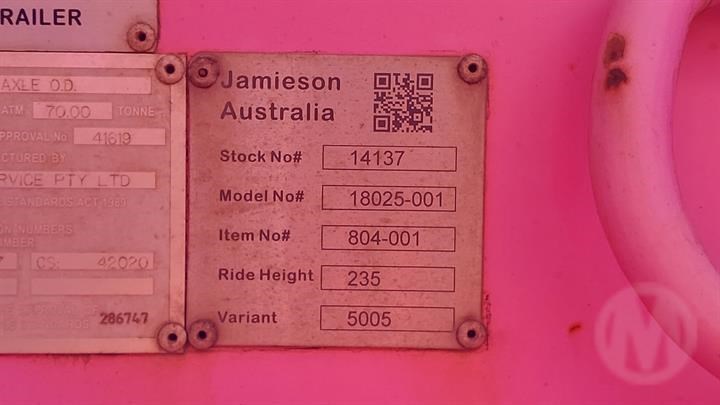 RAILER
AXLE O.D.
ATM 70.00 TONNE
APPROVAL No 41619
CTURED BY
ERVICE PTY LTD
STANDARDS ACT 1989
ON NUMBERS
UMBER
7 CS: 42020
286747
Jamieson
Australia
Stock No# 14137
Model No# 18025-001
Item No# 804-001
Ride Height 235
Variant 5005
M